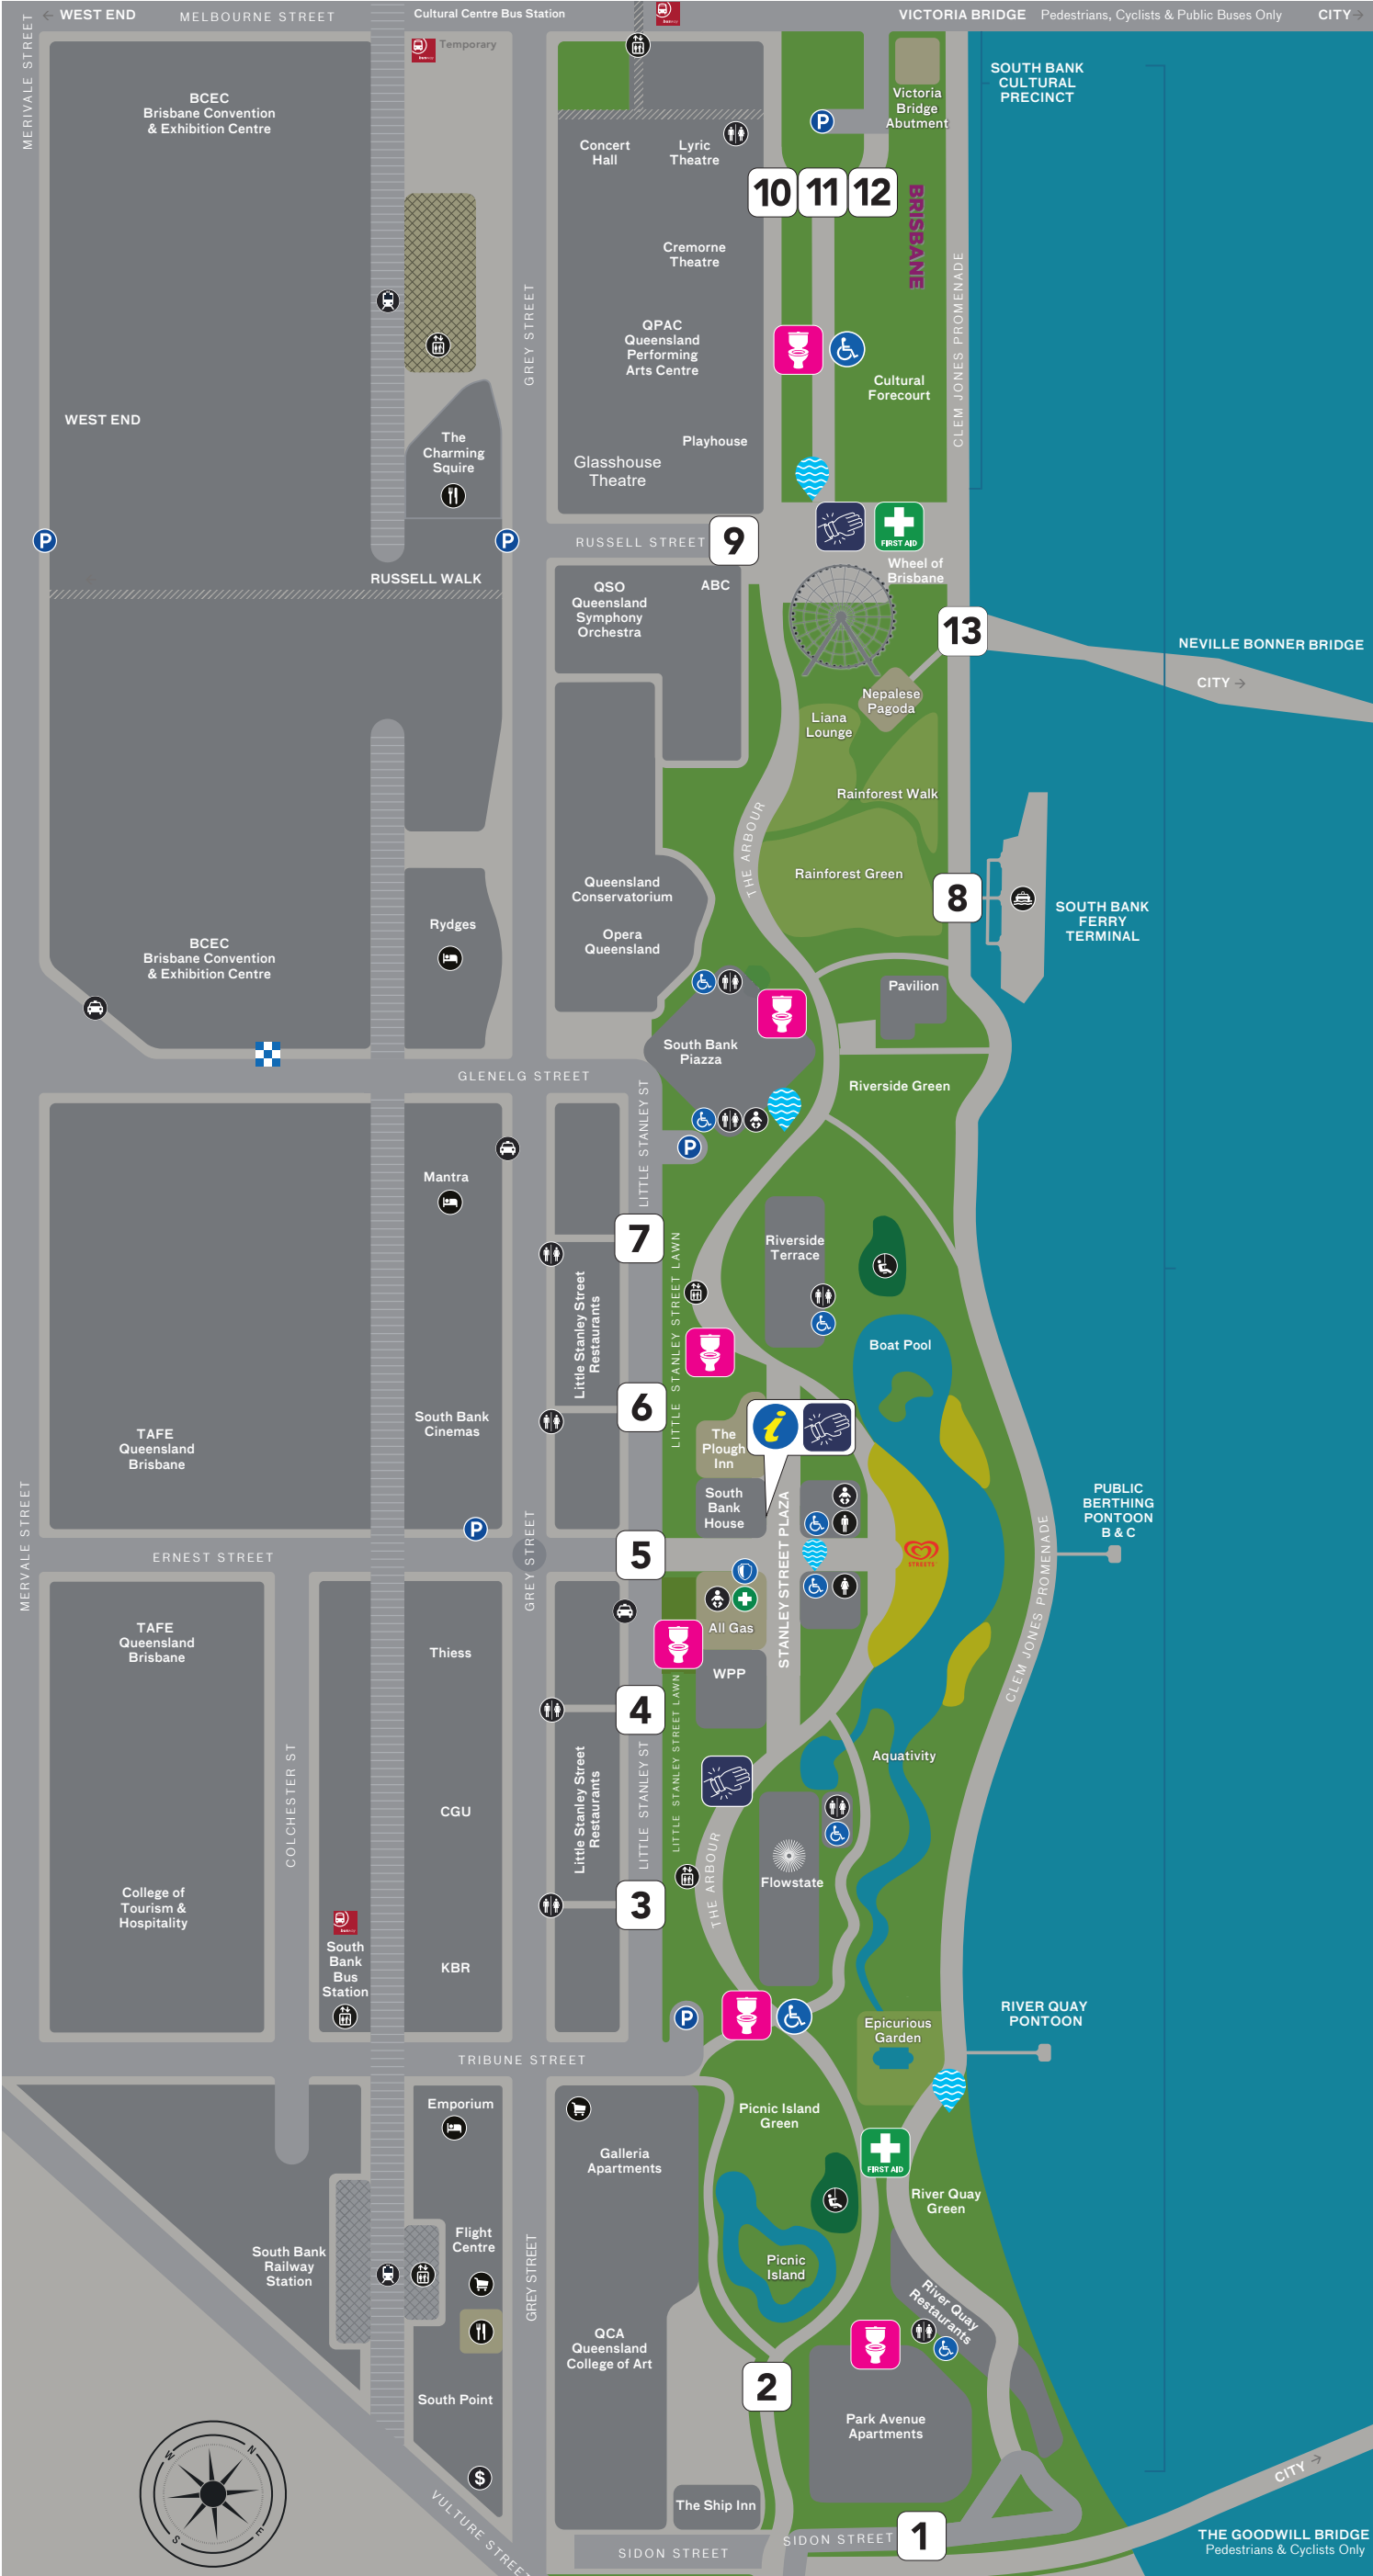 ← WEST END
MELBOURNE STREET
Cultural Centre Bus Station
VICTORIA BRIDGE Pedestrians, Cyclists & Public Buses Only
CITY →
MERIVALE STREET
Temporary
BCEC
Brisbane Convention
& Exhibition Centre
SOUTH BANK
CULTURAL
PRECINCT
Victoria
Bridge
Abutment
P
Concert
Hall
Lyric
Theatre
10
11
12
BRISBANE
Cremorne
Theatre
GREY STREET
CLEM JONES PROMENADE
QPAC
Queensland
Performing
Arts Centre
Cultural
Forecourt
WEST END
The
Charming
Squire
Playhouse
Glasshouse
Theatre
P
P
RUSSELL STREET
9
FIRST AID
Wheel of
Brisbane
RUSSELL WALK
QSO
Queensland
Symphony
Orchestra
ABC
13
NEVILLE BONNER BRIDGE
CITY →
Nepalese
Pagoda
Liana
Lounge
Rainforest Walk
THE ARBOUR
Rainforest Green
8
SOUTH BANK
FERRY
TERMINAL
Queensland
Conservatorium
Opera
Queensland
Rydges
BCEC
Brisbane Convention
& Exhibition Centre
Pavilion
South Bank
Piazza
GLENELG STREET
Riverside Green
LITTLE STANLEY ST
P
Mantra
7
Riverside
Terrace
LITTLE STANLEY STREET LAWN
Little Stanley Street
Restaurants
Boat Pool
6
South Bank
Cinemas
TAFE
Queensland
Brisbane
The
Plough
Inn
i
South
Bank
House
STANLEY STREET PLAZA
PUBLIC
BERTHING
PONTOON
B & C
MERVALE STREET
P
ERNEST STREET
GREY STREET
5
STREETS
CLEM JONES PROMENADE
TAFE
Queensland
Brisbane
Thiess
All Gas
WPP
4
LITTLE STANLEY STREET LAWN
COLCHESTER ST
Little Stanley Street
Restaurants
LITTLE STANLEY ST
Aquativity
CGU
THE ARBOUR
Flowstate
College of
Tourism &
Hospitality
3
South
Bank
Bus
Station
KBR
P
RIVER QUAY
PONTOON
Epicurious
Garden
TRIBUNE STREET
Emporium
Picnic Island
Green
Galleria
Apartments
FIRST AID
River Quay
Green
South Bank
Railway
Station
Flight
Centre
GREY STREET
Picnic
Island
River Quay
Restaurants
QCA
Queensland
College of Art
2
South Point
Park Avenue
Apartments
W
N
S
E
$
VULTURE STREET
The Ship Inn
CITY →
SIDON STREET
SIDON STREET
1
THE GOODWILL BRIDGE
Pedestrians & Cyclists Only